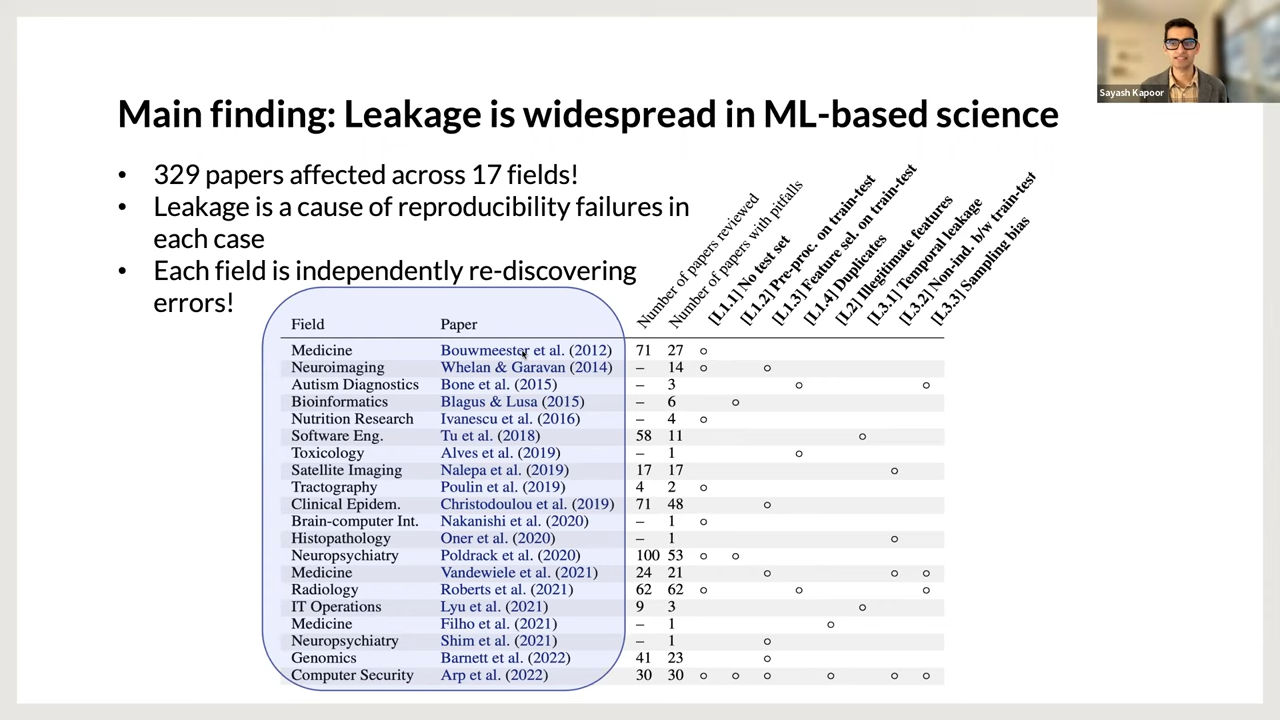 Sayash Kapoor
Main finding: Leakage is widespread in ML-based science
• 329 papers affected across 17 fields!
• Leakage is a cause of reproducibility failures in
each case
• Each field is independently re-discovering
errors!
Field Paper Number of papers reviewed Number of papers with pitfalls [L1.1] No test set [L1.2] Pre-proc. on train-test [L1.3] Feature sel. on train-test [L1.4] Duplicates [L2] Illegitimate features [L3.1] Temporal leakage [L3.2] Non-ind. b/w train-test [L3.3] Sampling bias
Medicine Bouwmeester et al. (2012) 71 27 ○
Neuroimaging Whelan & Garavan (2014) – 14 ○ ○
Autism Diagnostics Bone et al. (2015) – 3 ○ ○
Bioinformatics Blagus & Lusa (2015) – 6 ○
Nutrition Research Ivanescu et al. (2016) – 4 ○
Software Eng. Tu et al. (2018) 58 11 ○
Toxicology Alves et al. (2019) – 1 ○
Satellite Imaging Nalepa et al. (2019) 17 17 ○
Tractography Poulin et al. (2019) 4 2 ○
Clinical Epidem. Christodoulou et al. (2019) 71 48 ○
Brain-computer Int. Nakanishi et al. (2020) – 1 ○
Histopathology Oner et al. (2020) – 1 ○
Neuropsychiatry Poldrack et al. (2020) 100 53 ○ ○
Medicine Vandewiele et al. (2021) 24 21 ○ ○ ○
Radiology Roberts et al. (2021) 62 62 ○ ○ ○
IT Operations Lyu et al. (2021) 9 3 ○
Medicine Filho et al. (2021) – 1 ○
Neuropsychiatry Shim et al. (2021) – 1 ○
Genomics Barnett et al. (2022) 41 23 ○
Computer Security Arp et al. (2022) 30 30 ○ ○ ○ ○ ○ ○